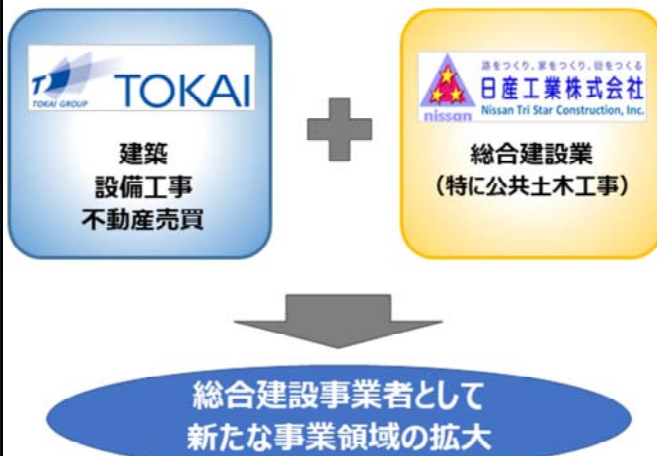 TOKAI
TOKAI GROUP
建築
設備工事
不動産売買
道をつくり、家をつくり、街をつくる
日産工業株式会社
Nissan Tri Star Construction, Inc.
nissan
総合建設業
（特に公共土木工事）
総合建設事業者として
新たな事業領域の拡大